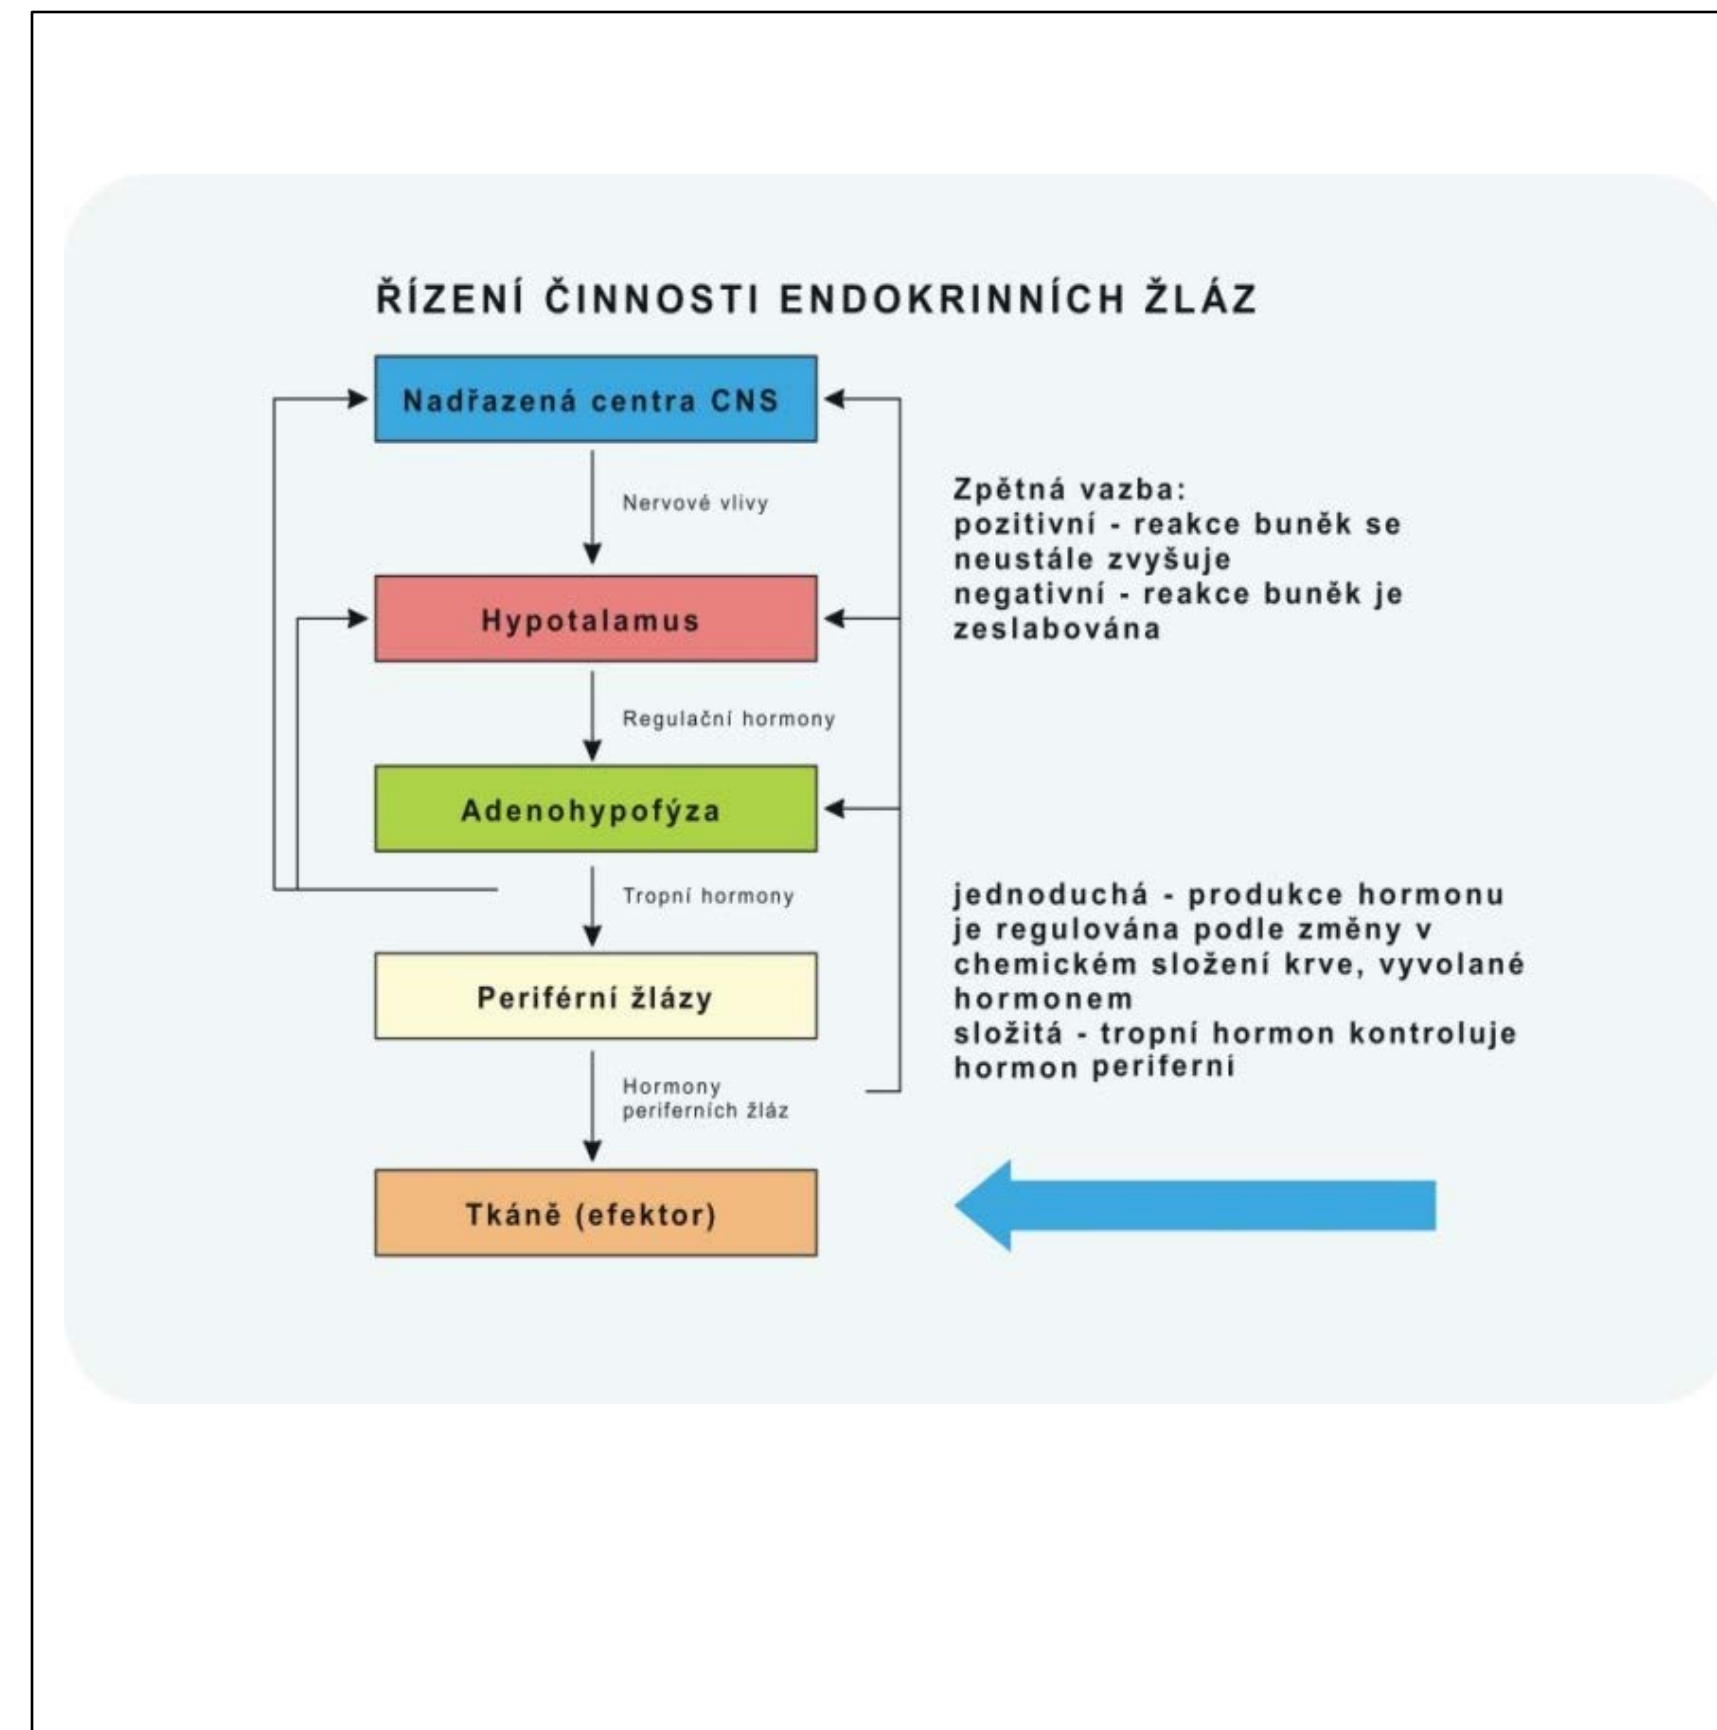 ŘÍZENÍ ČINNOSTI ENDOKRINNÍCH ŽLÁZ
Nadřazená centra CNS
Nervové vlivy
Hypotalamus
Regulační hormony
Adenohypofýza
Tropní hormony
Periférní žlázy
Hormony
periferních žláz
Tkáně (efektor)
Zpětná vazba:
pozitivní - reakce buněk se
neustále zvyšuje
negativní - reakce buněk je
zeslabována
jednoduchá - produkce hormonu
je regulována podle změny v
chemickém složení krve, vyvolané
hormonem
složitá - tropní hormon kontroluje
hormon periferní